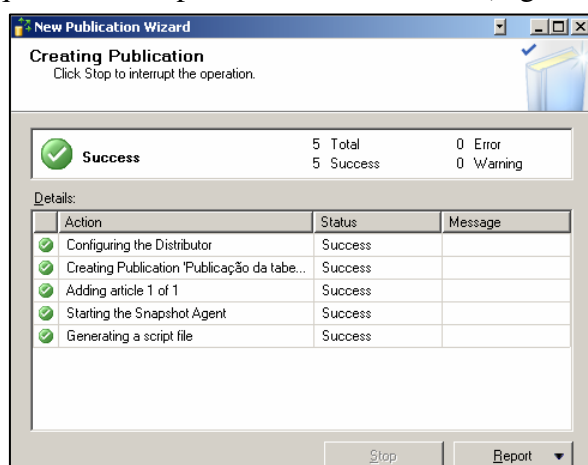 New Publication Wizard
Creating Publication
Click Stop to interrupt the operation.
Success 5 Total 0 Error
5 Success 0 Warning
Details:
Action Status Message
Configuring the Distributor Success
Creating Publication 'Publicação da tabe... Success
Adding article 1 of 1 Success
Starting the Snapshot Agent Success
Generating a script file Success
Stop Report